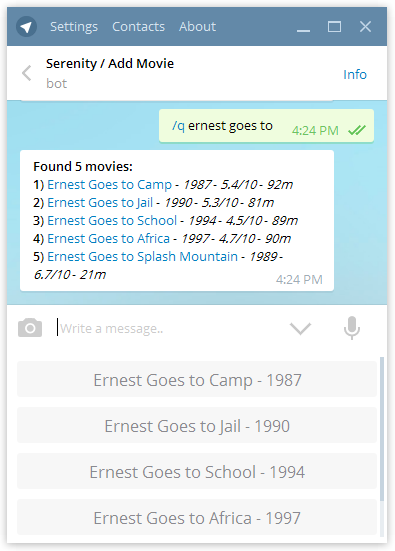 Settings Contacts About
Serenity / Add Movie
bot
Info
/q ernest goes to 4:24 PM
Found 5 movies:
1) Ernest Goes to Camp - 1987 - 5.4/10 - 92m
2) Ernest Goes to Jail - 1990 - 5.3/10 - 81m
3) Ernest Goes to School - 1994 - 4.5/10 - 89m
4) Ernest Goes to Africa - 1997 - 4.7/10 - 90m
5) Ernest Goes to Splash Mountain - 1989 -
6.7/10 - 21m
4:24 PM
Write a message..
Ernest Goes to Camp - 1987
Ernest Goes to Jail - 1990
Ernest Goes to School - 1994
Ernest Goes to Africa - 1997